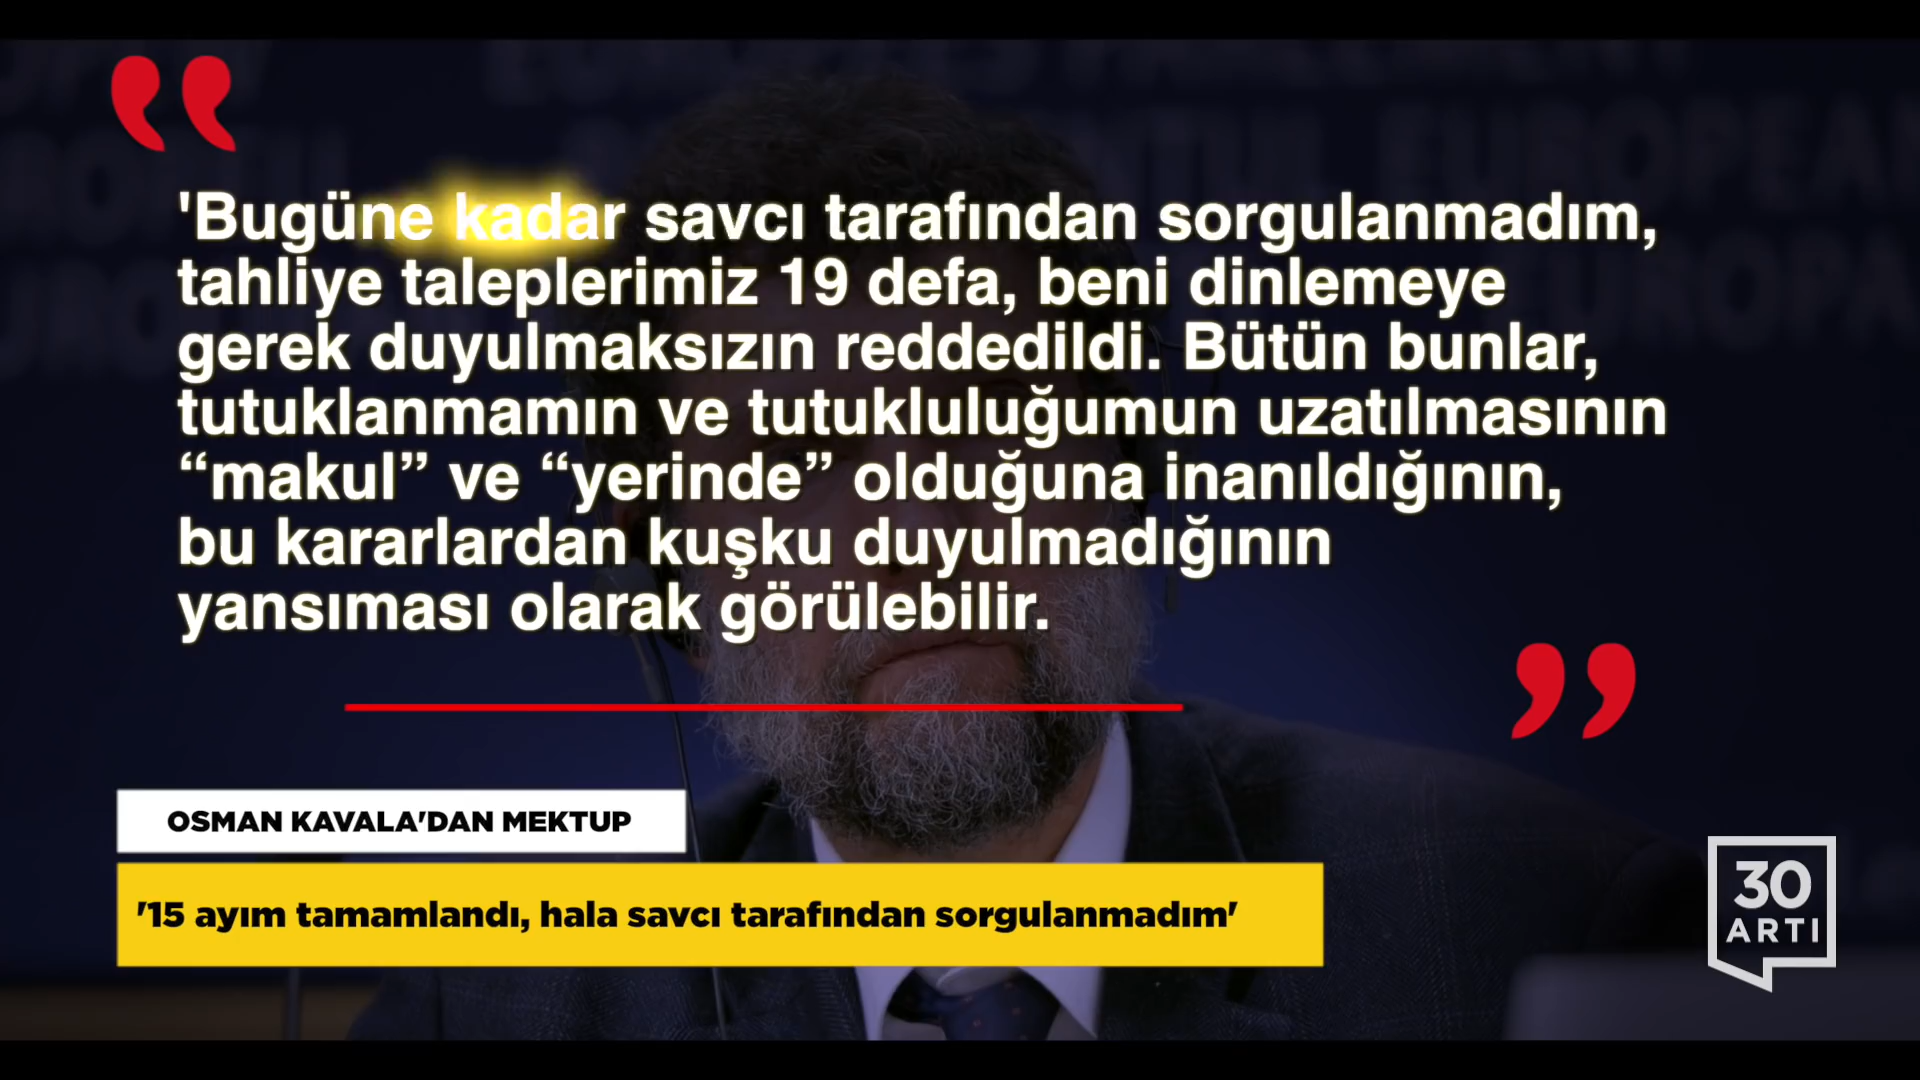 'Bugüne kadar savcı tarafından sorgulanmadım,
tahliye taleplerimiz 19 defa, beni dinlemeye
gerek duyulmaksızın reddedildi. Bütün bunlar,
tutuklanmamın ve tutukluluğumun uzatılmasının
“makul” ve “yerinde” olduğuna inanıldığının,
bu kararlardan kuşku duyulmadığının
yansıması olarak görülebilir.
OSMAN KAVALA'DAN MEKTUP
'15 ayım tamamlandı, hala savcı tarafından sorgulanmadım'
30
ARTI